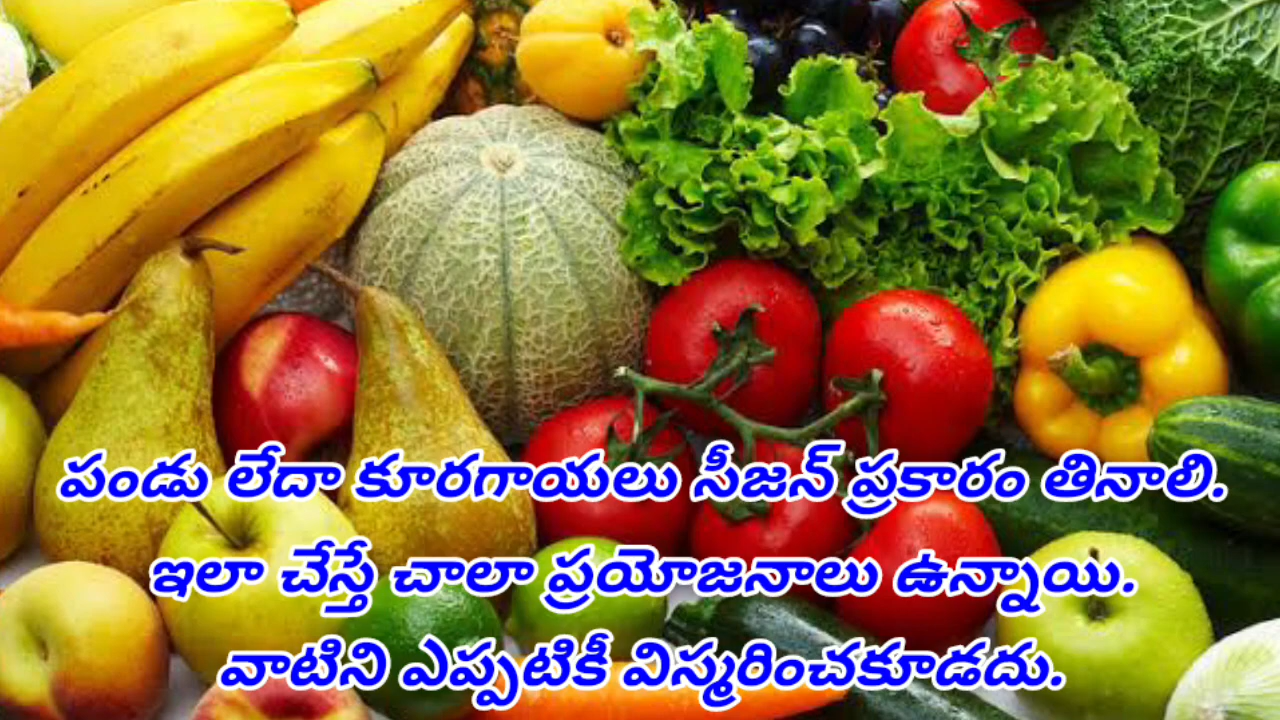 పండు లేదా కూరగాయలు సీజన్ ప్రకారం తినాలి.
ఇలా చేస్తే చాలా ప్రయోజనాలు ఉన్నాయి.
వాటిని ఎప్పటికీ విస్మరించకూడదు.